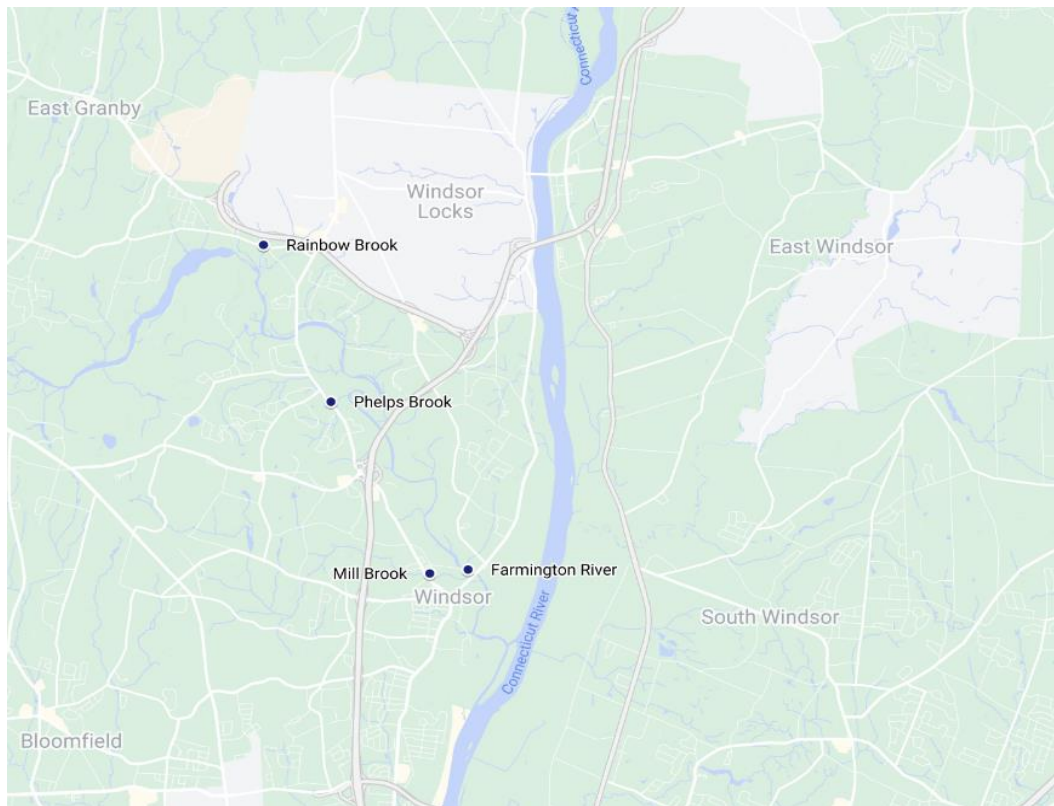 Connecticut
East Granby
Windsor
Locks
Rainbow Brook
East Windsor
Phelps Brook
Mill Brook
Farmington River
Windsor
South Windsor
Connecticut River
Bloomfield